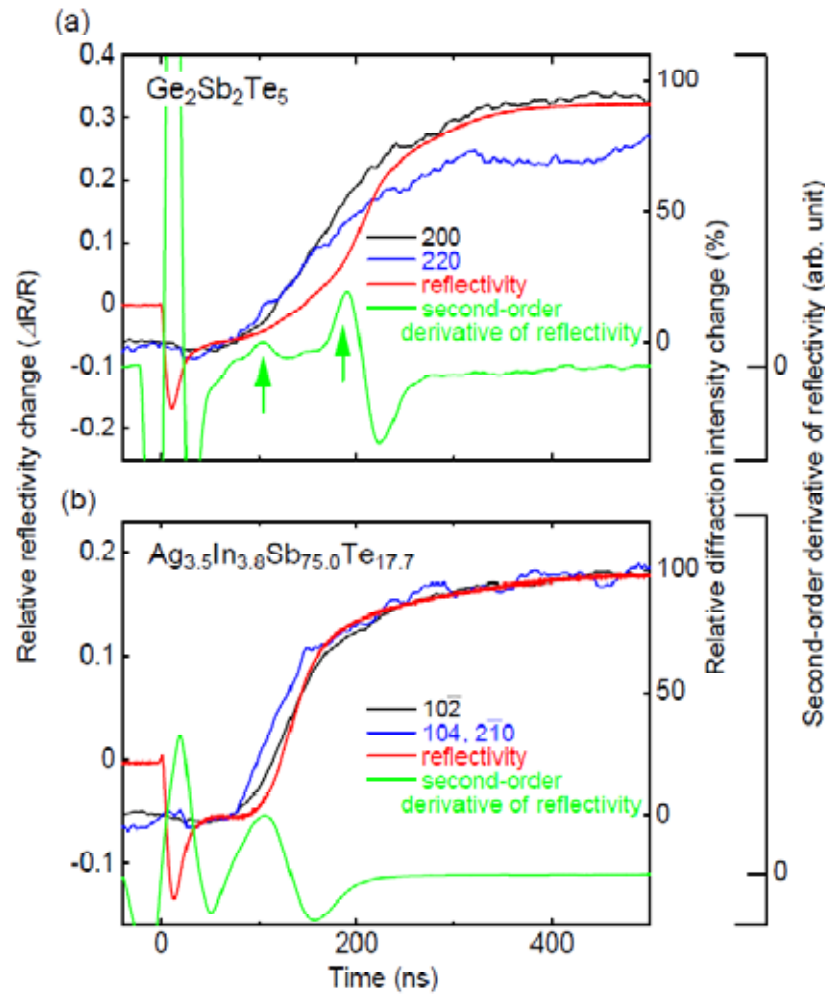 (a)
Ge2Sb2Te5
0.4
0.3
0.2
0.1
0
-0.1
-0.2
100
50
0
0
200
220
reflectivity
second-order
derivative of reflectivity
(b)
Ag3.5In3.8Sb75.0Te17.7
0.2
0.1
0
-0.1
100
50
0
0
102̅
104, 21̅0
reflectivity
second-order
derivative of reflectivity
0
200
400
Time (ns)
Relative reflectivity change (ΔR/R)
Relative diffraction intensity change (%)
Second-order derivative of reflectivity (arb. unit)